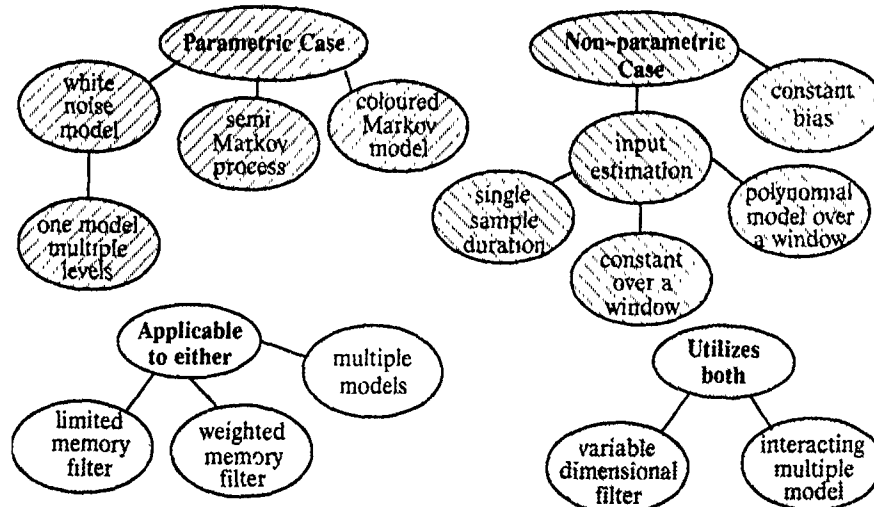 Parametric Case
white
noise
model
semi
Markov
process
coloured
Markov
model
one model
multiple
levels
Non-parametric
Case
constant
bias
input
estimation
single
sample
duration
constant
over a
window
polynomial
model over
a window
Applicable
to either
multiple
models
limited
memory
filter
weighted
memory
filter
Utilizes
both
variable
dimensional
filter
interacting
multiple
model